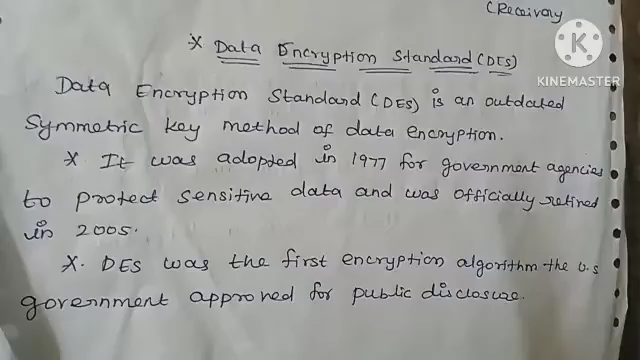 (Receivary
* Data Encryption Standard (DES)
K
KINEMASTER
Data Encryption Standard (DES) is an outdated
Symmetric key method of data encryption.
* It was adopted in 1977 for government agencies
to protect sensitive data and was officially retired
in 2005.
* DES was the first encryption algorithm the U.S
government approved for public disclosure.